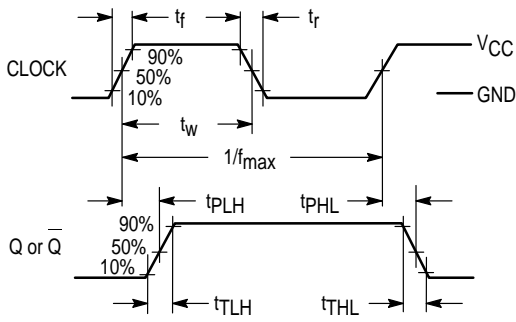 tf
tr
VCC
90%
CLOCK
50%
10%
GND
tw
1/fmax
tPLH
tPHL
90%
Q or Q̅
50%
10%
tTLH
tTHL